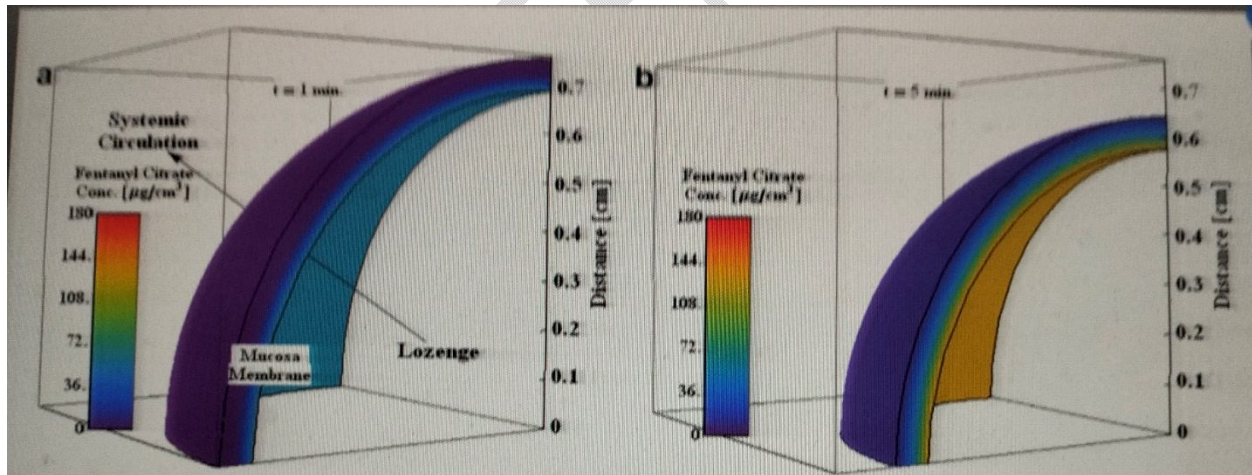 a
t = 1 min.
Systemic
Circulation
Fentanyl Citrate
Conc. [µg/cm³]
180
144.
108.
72.
36.
0
Mucosa
Membrane
Lozenge
0.7
0.6
0.5
0.4
0.3
0.2
0.1
0
Distance [cm]
b
t = 5 min.
Fentanyl Citrate
Conc. [µg/cm³]
180
144.
108.
72.
36.
0
0.7
0.6
0.5
0.4
0.3
0.2
0.1
0
Distance [cm]